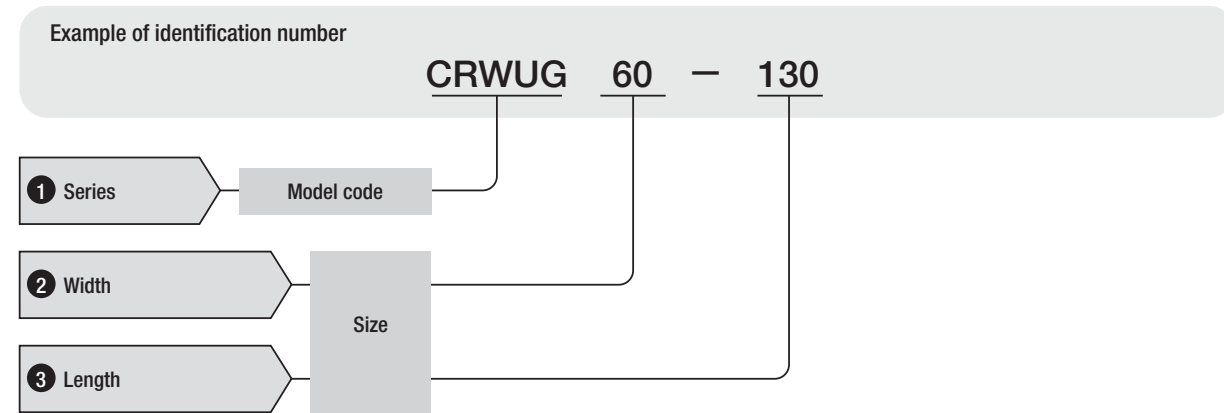 Example of identification number
CRWUG 60 － 130
1 Series
Model code
2 Width
Size
3 Length